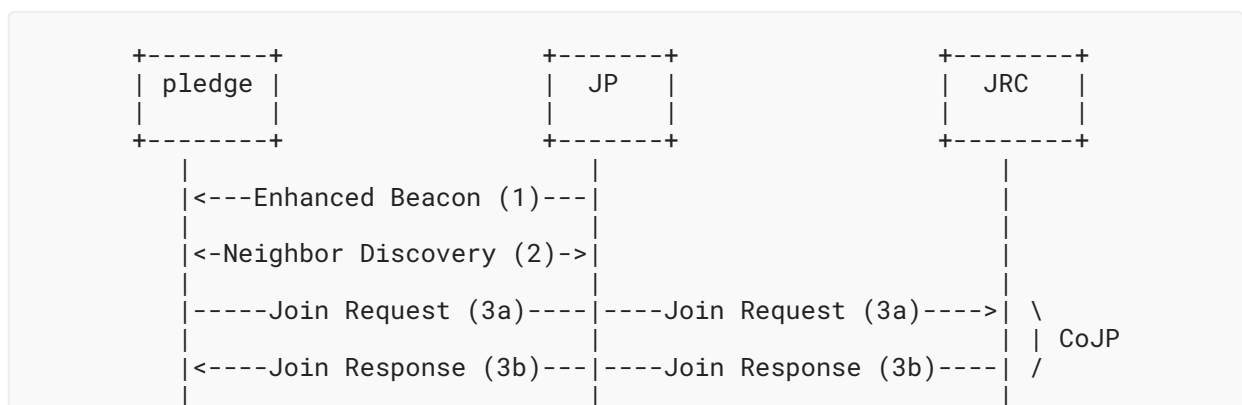 +--------+ +-------+ +--------+
| pledge | | JP | | JRC |
| | | | | |
+--------+ +-------+ +--------+
| | |
|<---Enhanced Beacon (1)---| |
| | |
|<-Neighbor Discovery (2)->| |
| | |
|-----Join Request (3a)----|----Join Request (3a)---->| \
| | | | CoJP
|<----Join Response (3b)---|----Join Response (3b)----| /
| | |